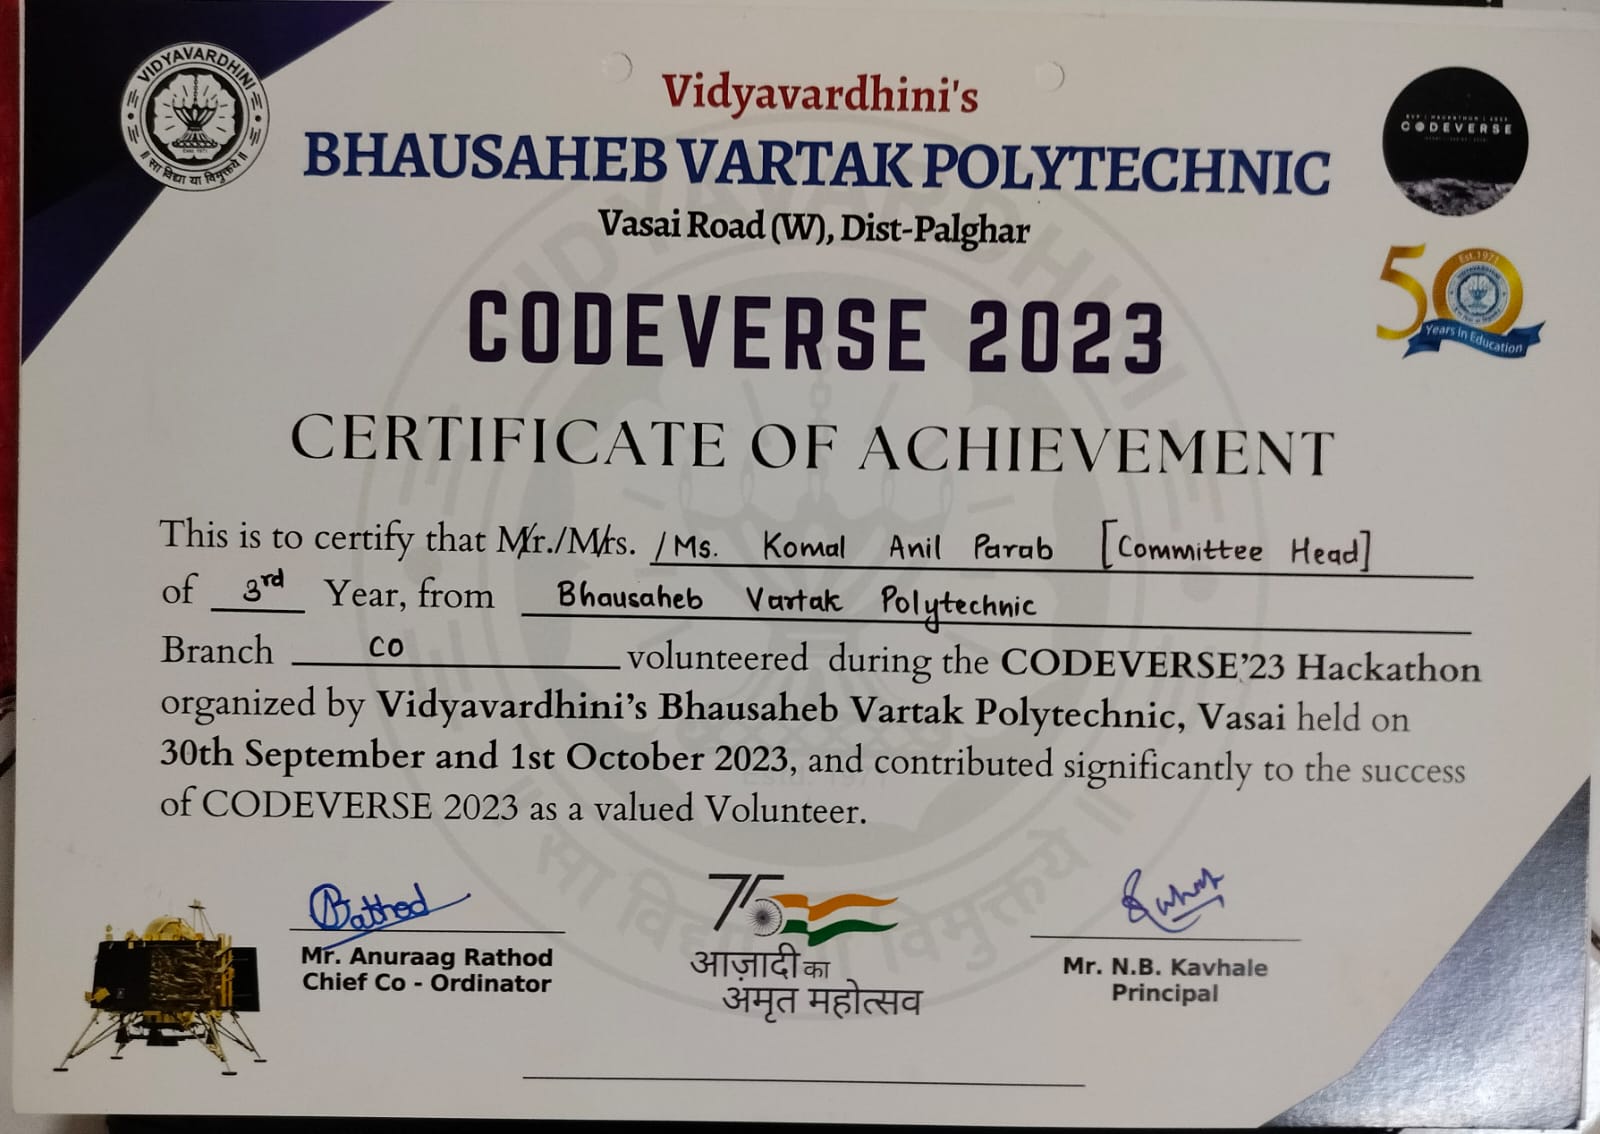 VIDYAVARDHINI
Estd. 1971
॥ सा विद्या या विमुक्तये ॥
Vidyavardhini's
BHAUSAHEB VARTAK POLYTECHNIC
Vasai Road (W), Dist-Palghar
CODEVERSE
Est.1971
50
Years in Education
CODEVERSE 2023
CERTIFICATE OF ACHIEVEMENT
This is to certify that Mr./Mrs. /Ms. Komal Anil Parab [Committee Head]
of 3rd Year, from Bhausaheb Vartak Polytechnic
Branch CO volunteered during the CODEVERSE'23 Hackathon
organized by Vidyavardhini's Bhausaheb Vartak Polytechnic, Vasai held on
30th September and 1st October 2023, and contributed significantly to the success
of CODEVERSE 2023 as a valued Volunteer.
Rathod
Mr. Anuraag Rathod
Chief Co - Ordinator
75
आज़ादी का
अमृत महोत्सव
Mr. N.B. Kavhale
Principal